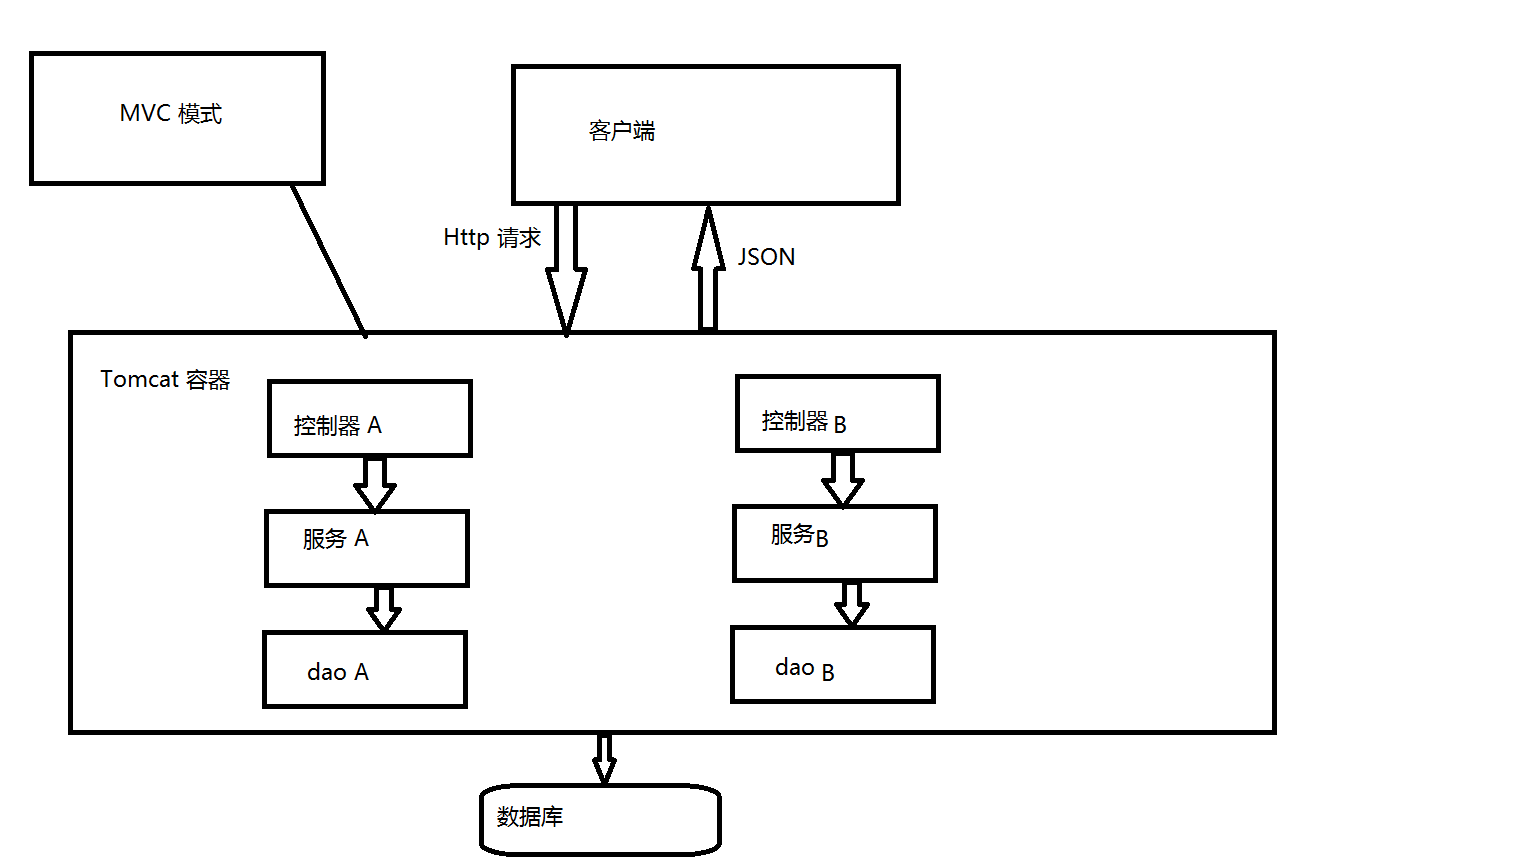 MVC 模式
客户端
Http 请求
JSON
Tomcat 容器
控制器 A
控制器 B
服务 A
服务 B
dao A
dao B
数据库